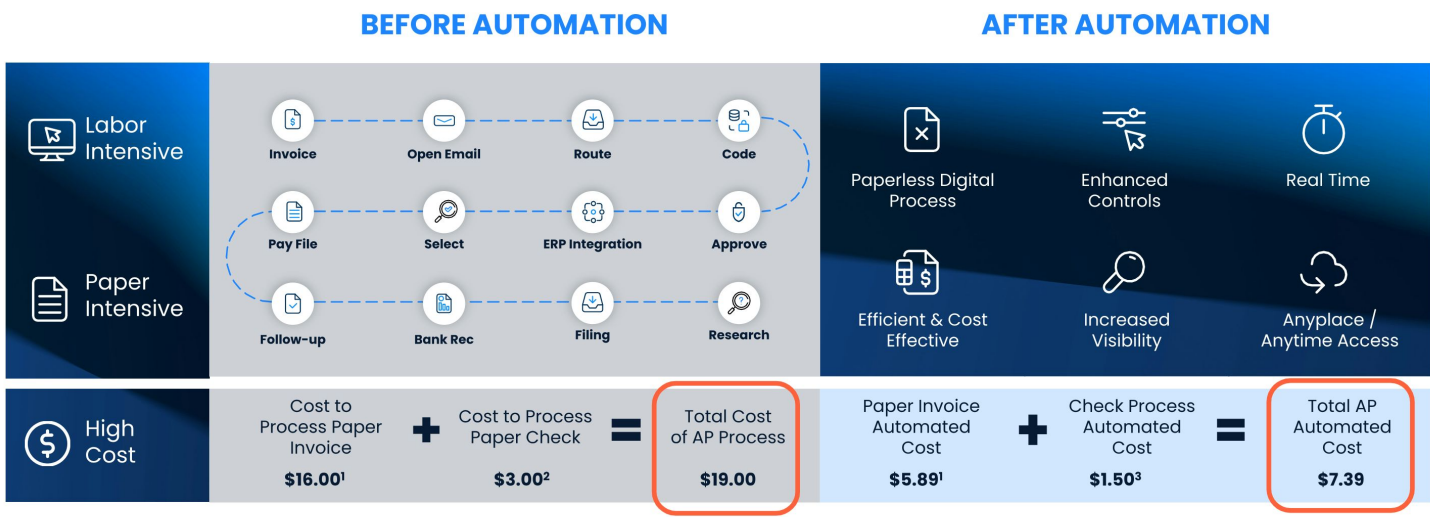 BEFORE AUTOMATION
AFTER AUTOMATION
Labor
Intensive
Paper
Intensive
Invoice
Open Email
Route
Code
Pay File
Select
ERP Integration
Approve
Follow-up
Bank Rec
Filing
Research
Paperless Digital
Process
Enhanced
Controls
Real Time
Efficient & Cost
Effective
Increased
Visibility
Anyplace /
Anytime Access
High
Cost
Cost to
Process Paper
Invoice
$16.00¹
+
Cost to Process
Paper Check
$3.00²
=
Total Cost
of AP Process
$19.00
Paper Invoice
Automated
Cost
$5.89¹
+
Check Process
Automated
Cost
$1.50³
=
Total AP
Automated
Cost
$7.39